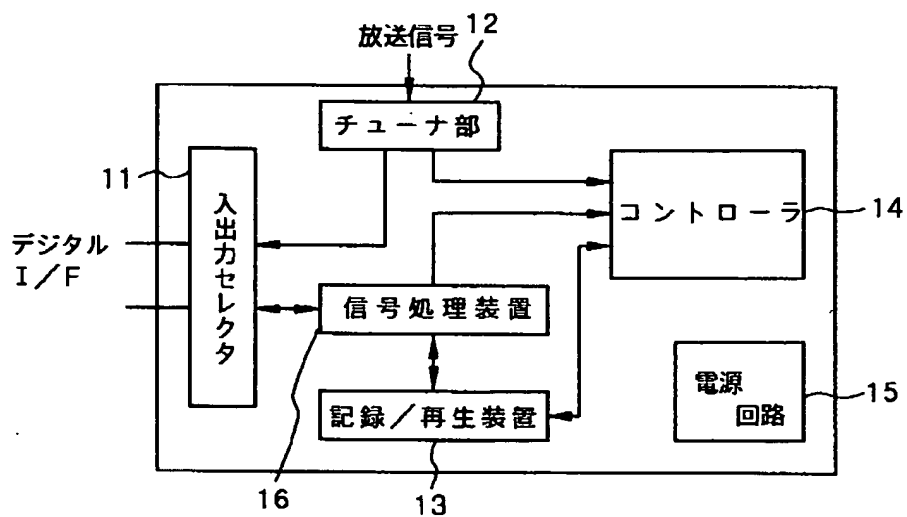 放送信号
12
チューナ部
11
入出力セレクタ
コントローラ
14
デジタル
I／F
信号処理装置
電源
回路
15
記録／再生装置
16
13